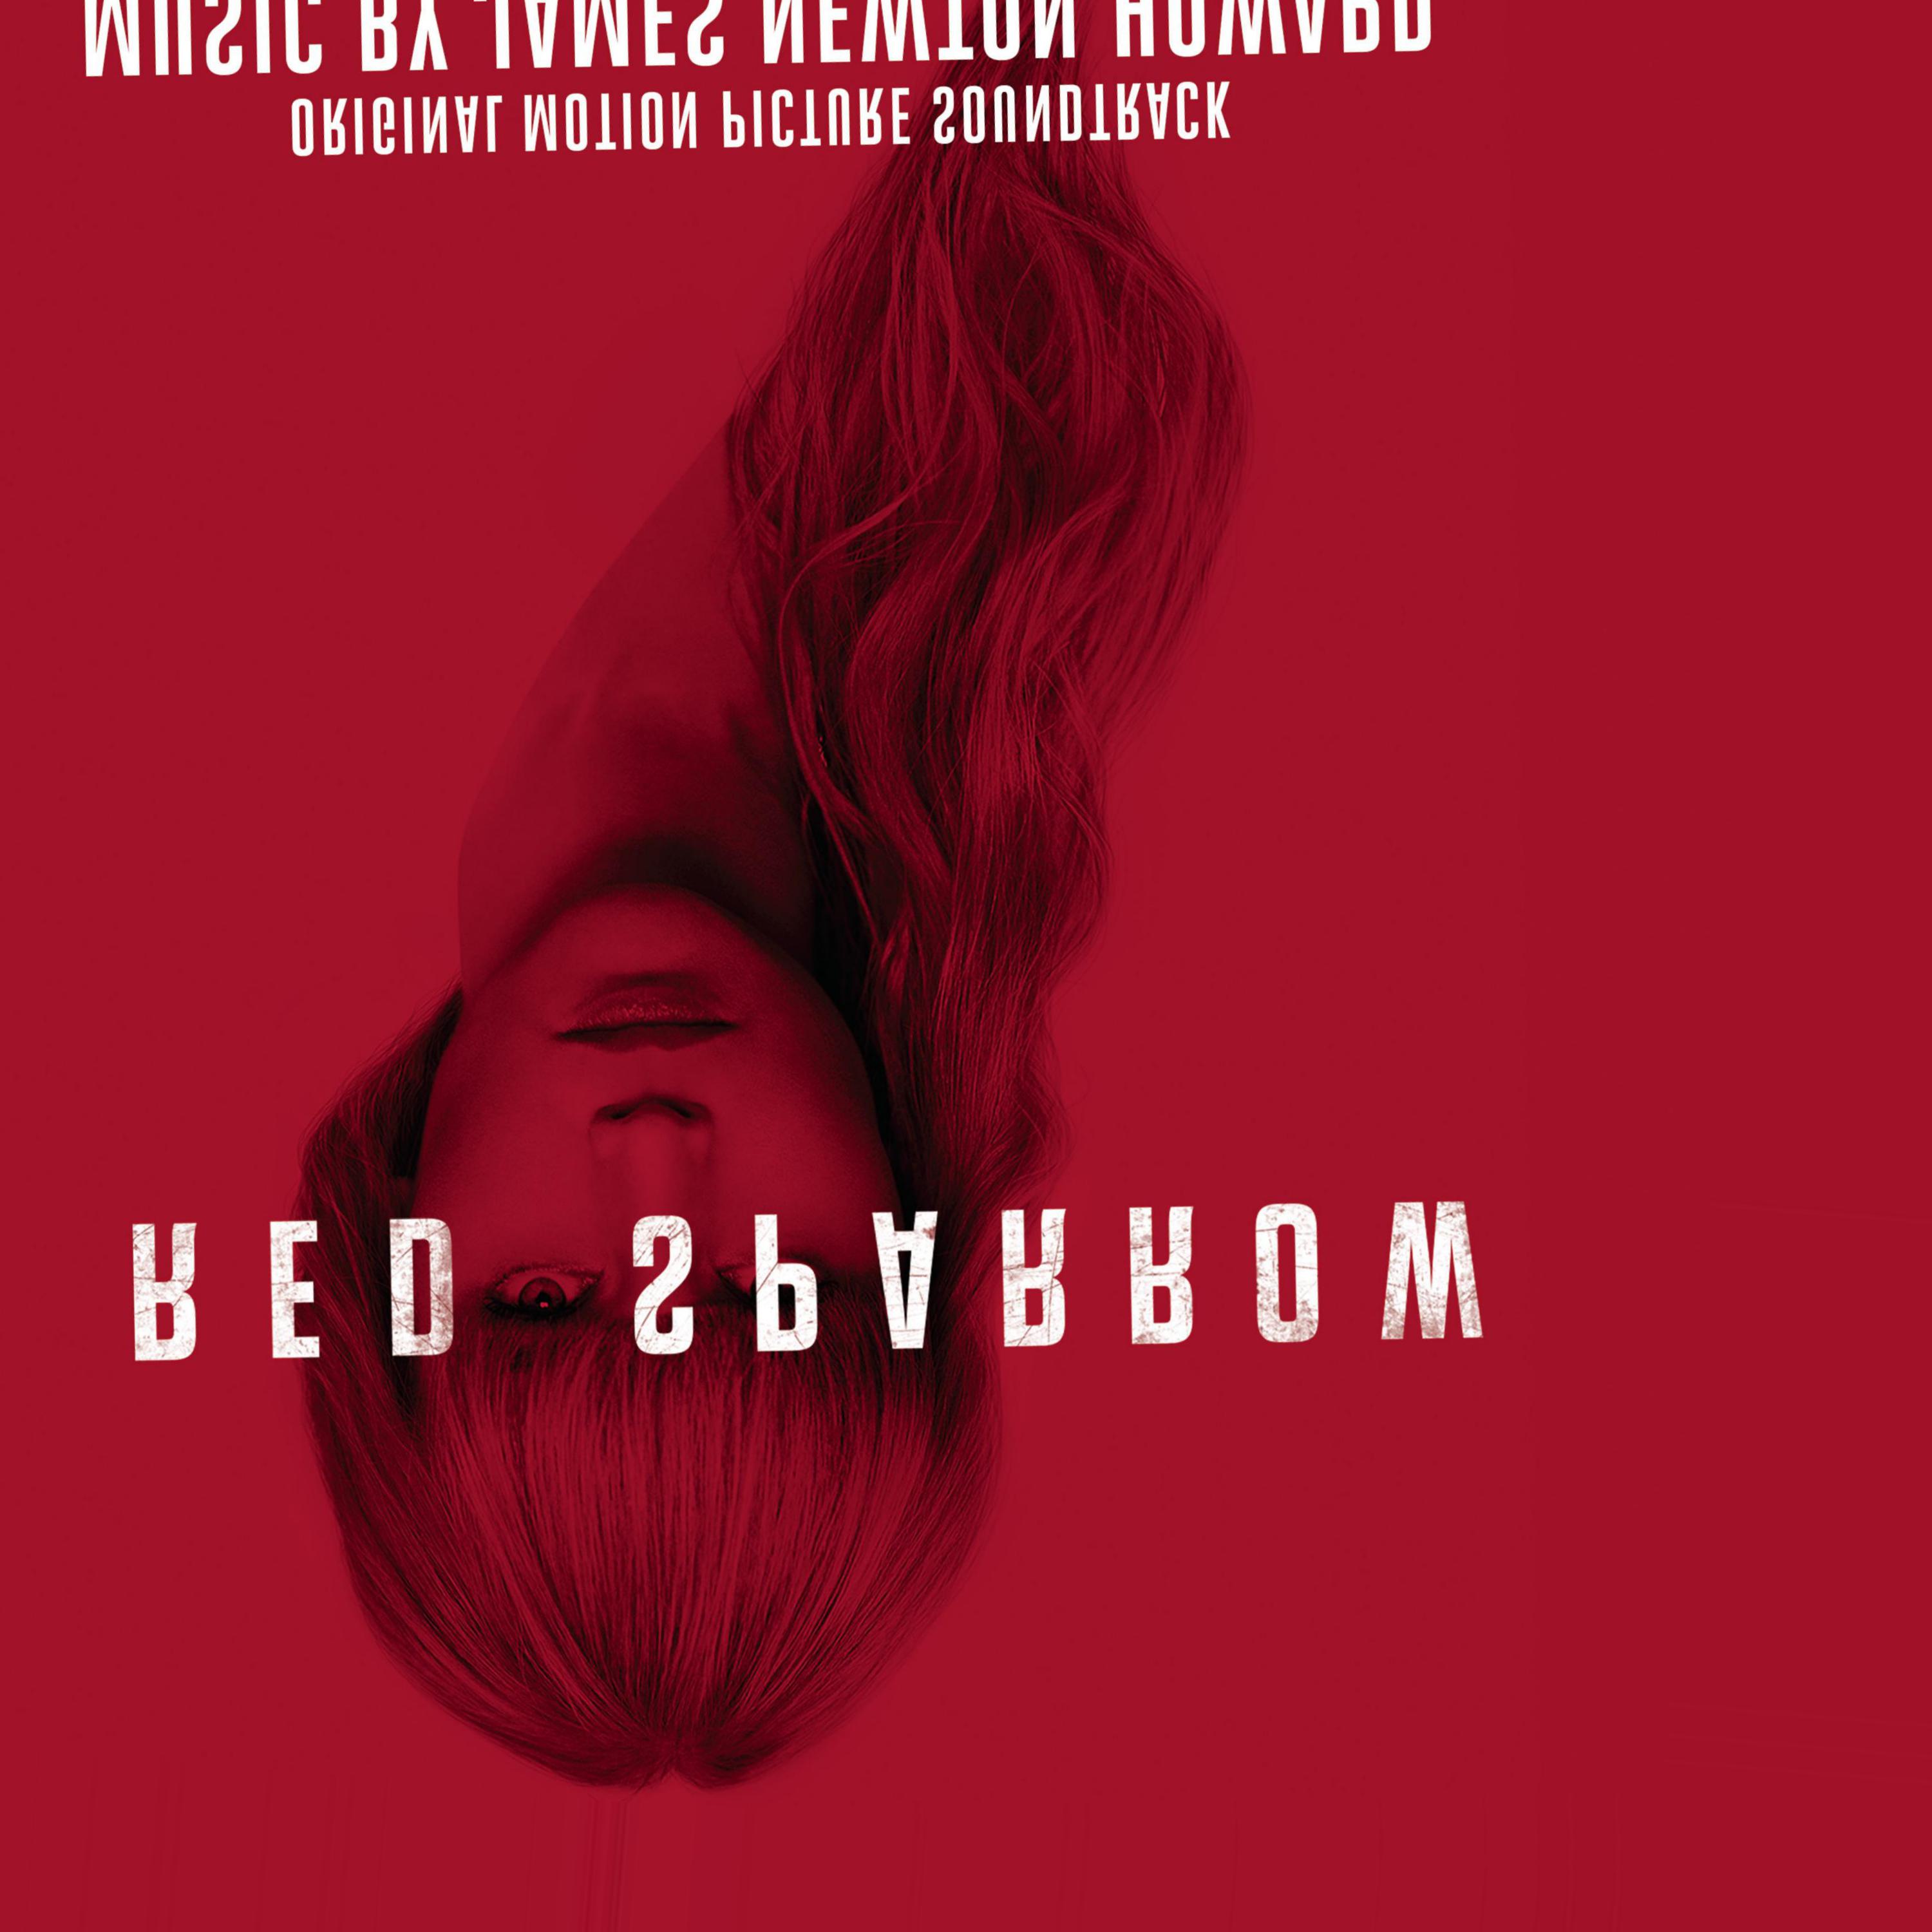 RED SPARROW
ORIGINAL MOTION PICTURE SOUNDTRACK
MUSIC BY JAMES NEWTON HOWARD